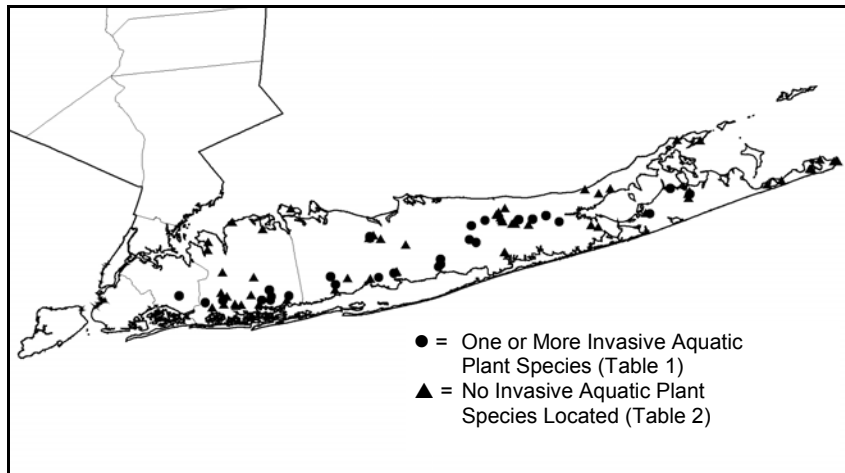 ● = One or More Invasive Aquatic
Plant Species (Table 1)
▲ = No Invasive Aquatic Plant
Species Located (Table 2)